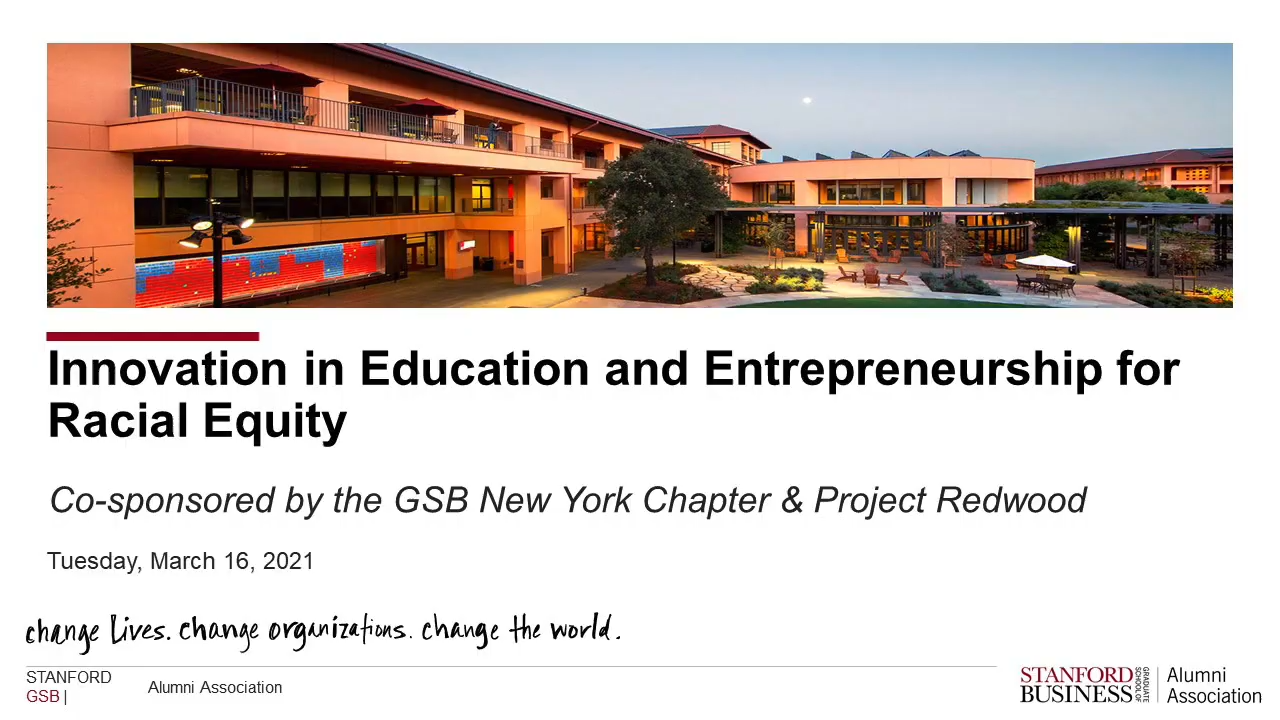 Innovation in Education and Entrepreneurship for
Racial Equity
Co-sponsored by the GSB New York Chapter & Project Redwood
Tuesday, March 16, 2021
change lives. change organizations. change the world.
STANFORD
GSB |
Alumni Association
STANFORD
BUSINESS
GRADUATE
SCHOOL OF
Alumni
Association